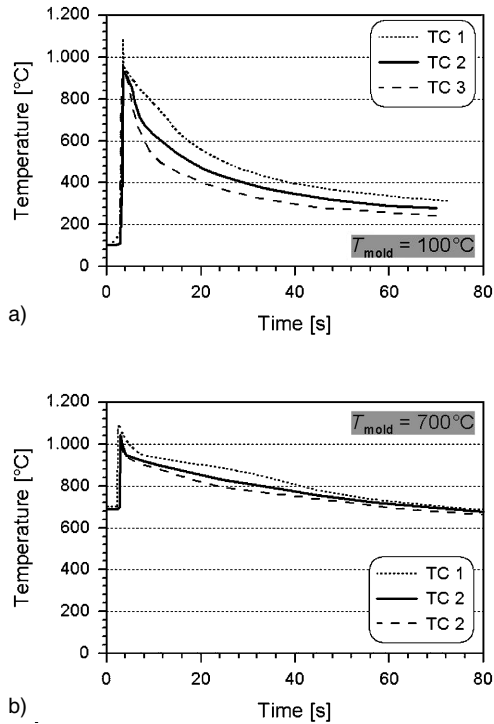 1.200
1.000
800
600
400
200
0
Temperature [°C]
TC 1
TC 2
TC 3
Tmold = 100°C
0 20 40 60 80
Time [s]
a)
1.200
1.000
800
600
400
200
0
Temperature [°C]
Tmold = 700°C
TC 1
TC 2
TC 2
0 20 40 60 80
Time [s]
b)